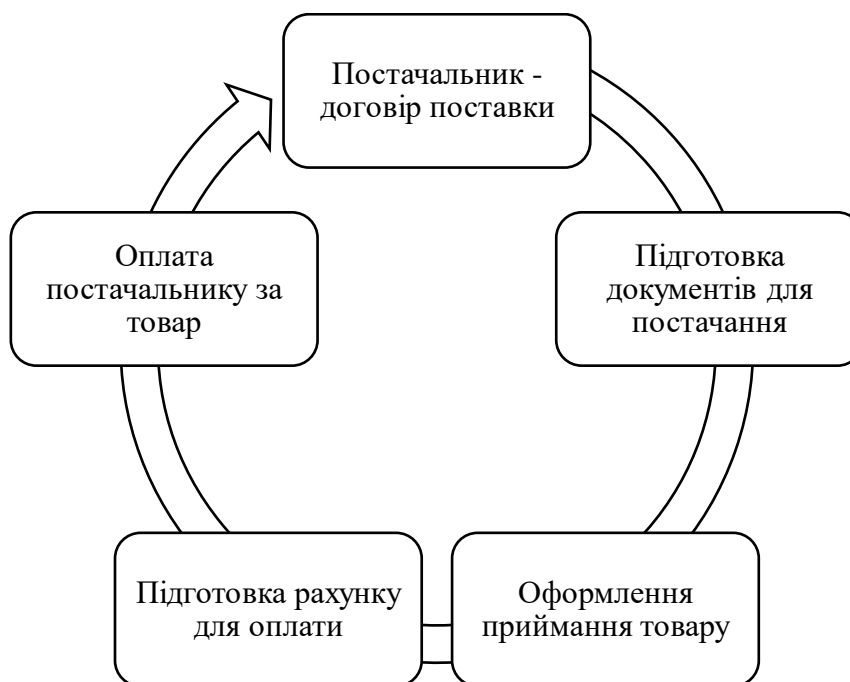 Постачальник -
договір поставки
Підготовка
документів для
постачання
Оформлення
приймання товару
Підготовка рахунку
для оплати
Оплата
постачальнику за
товар